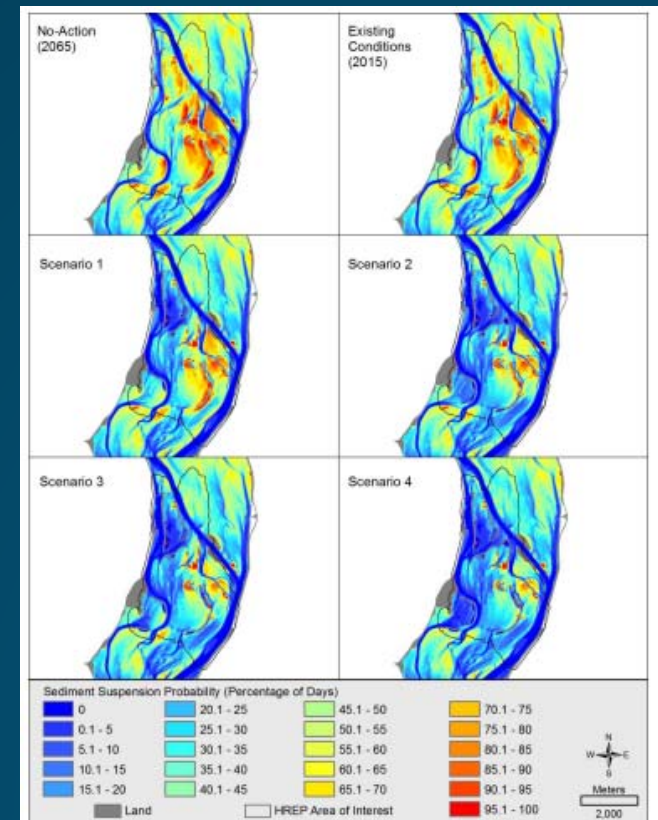 No-Action
(2065)
Existing
Conditions
(2015)
Scenario 1
Scenario 2
Scenario 3
Scenario 4
Sediment Suspension Probability (Percentage of Days)
0
0.1 - 5
5.1 - 10
10.1 - 15
15.1 - 20
20.1 - 25
25.1 - 30
30.1 - 35
35.1 - 40
40.1 - 45
45.1 - 50
50.1 - 55
55.1 - 60
60.1 - 65
65.1 - 70
70.1 - 75
75.1 - 80
80.1 - 85
85.1 - 90
90.1 - 95
95.1 - 100
Land
HREP Area of Interest
N
W E
S
Meters
2,000